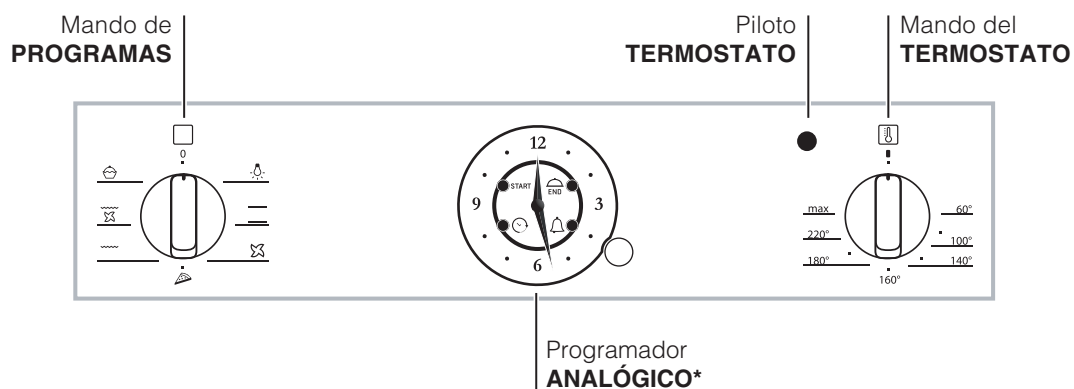 Mando de
PROGRAMAS
Piloto
TERMOSTATO
Mando del
TERMOSTATO
0
12
START
END
9
3
6
max
60°
220°
100°
180°
140°
160°
Programador
ANALÓGICO*